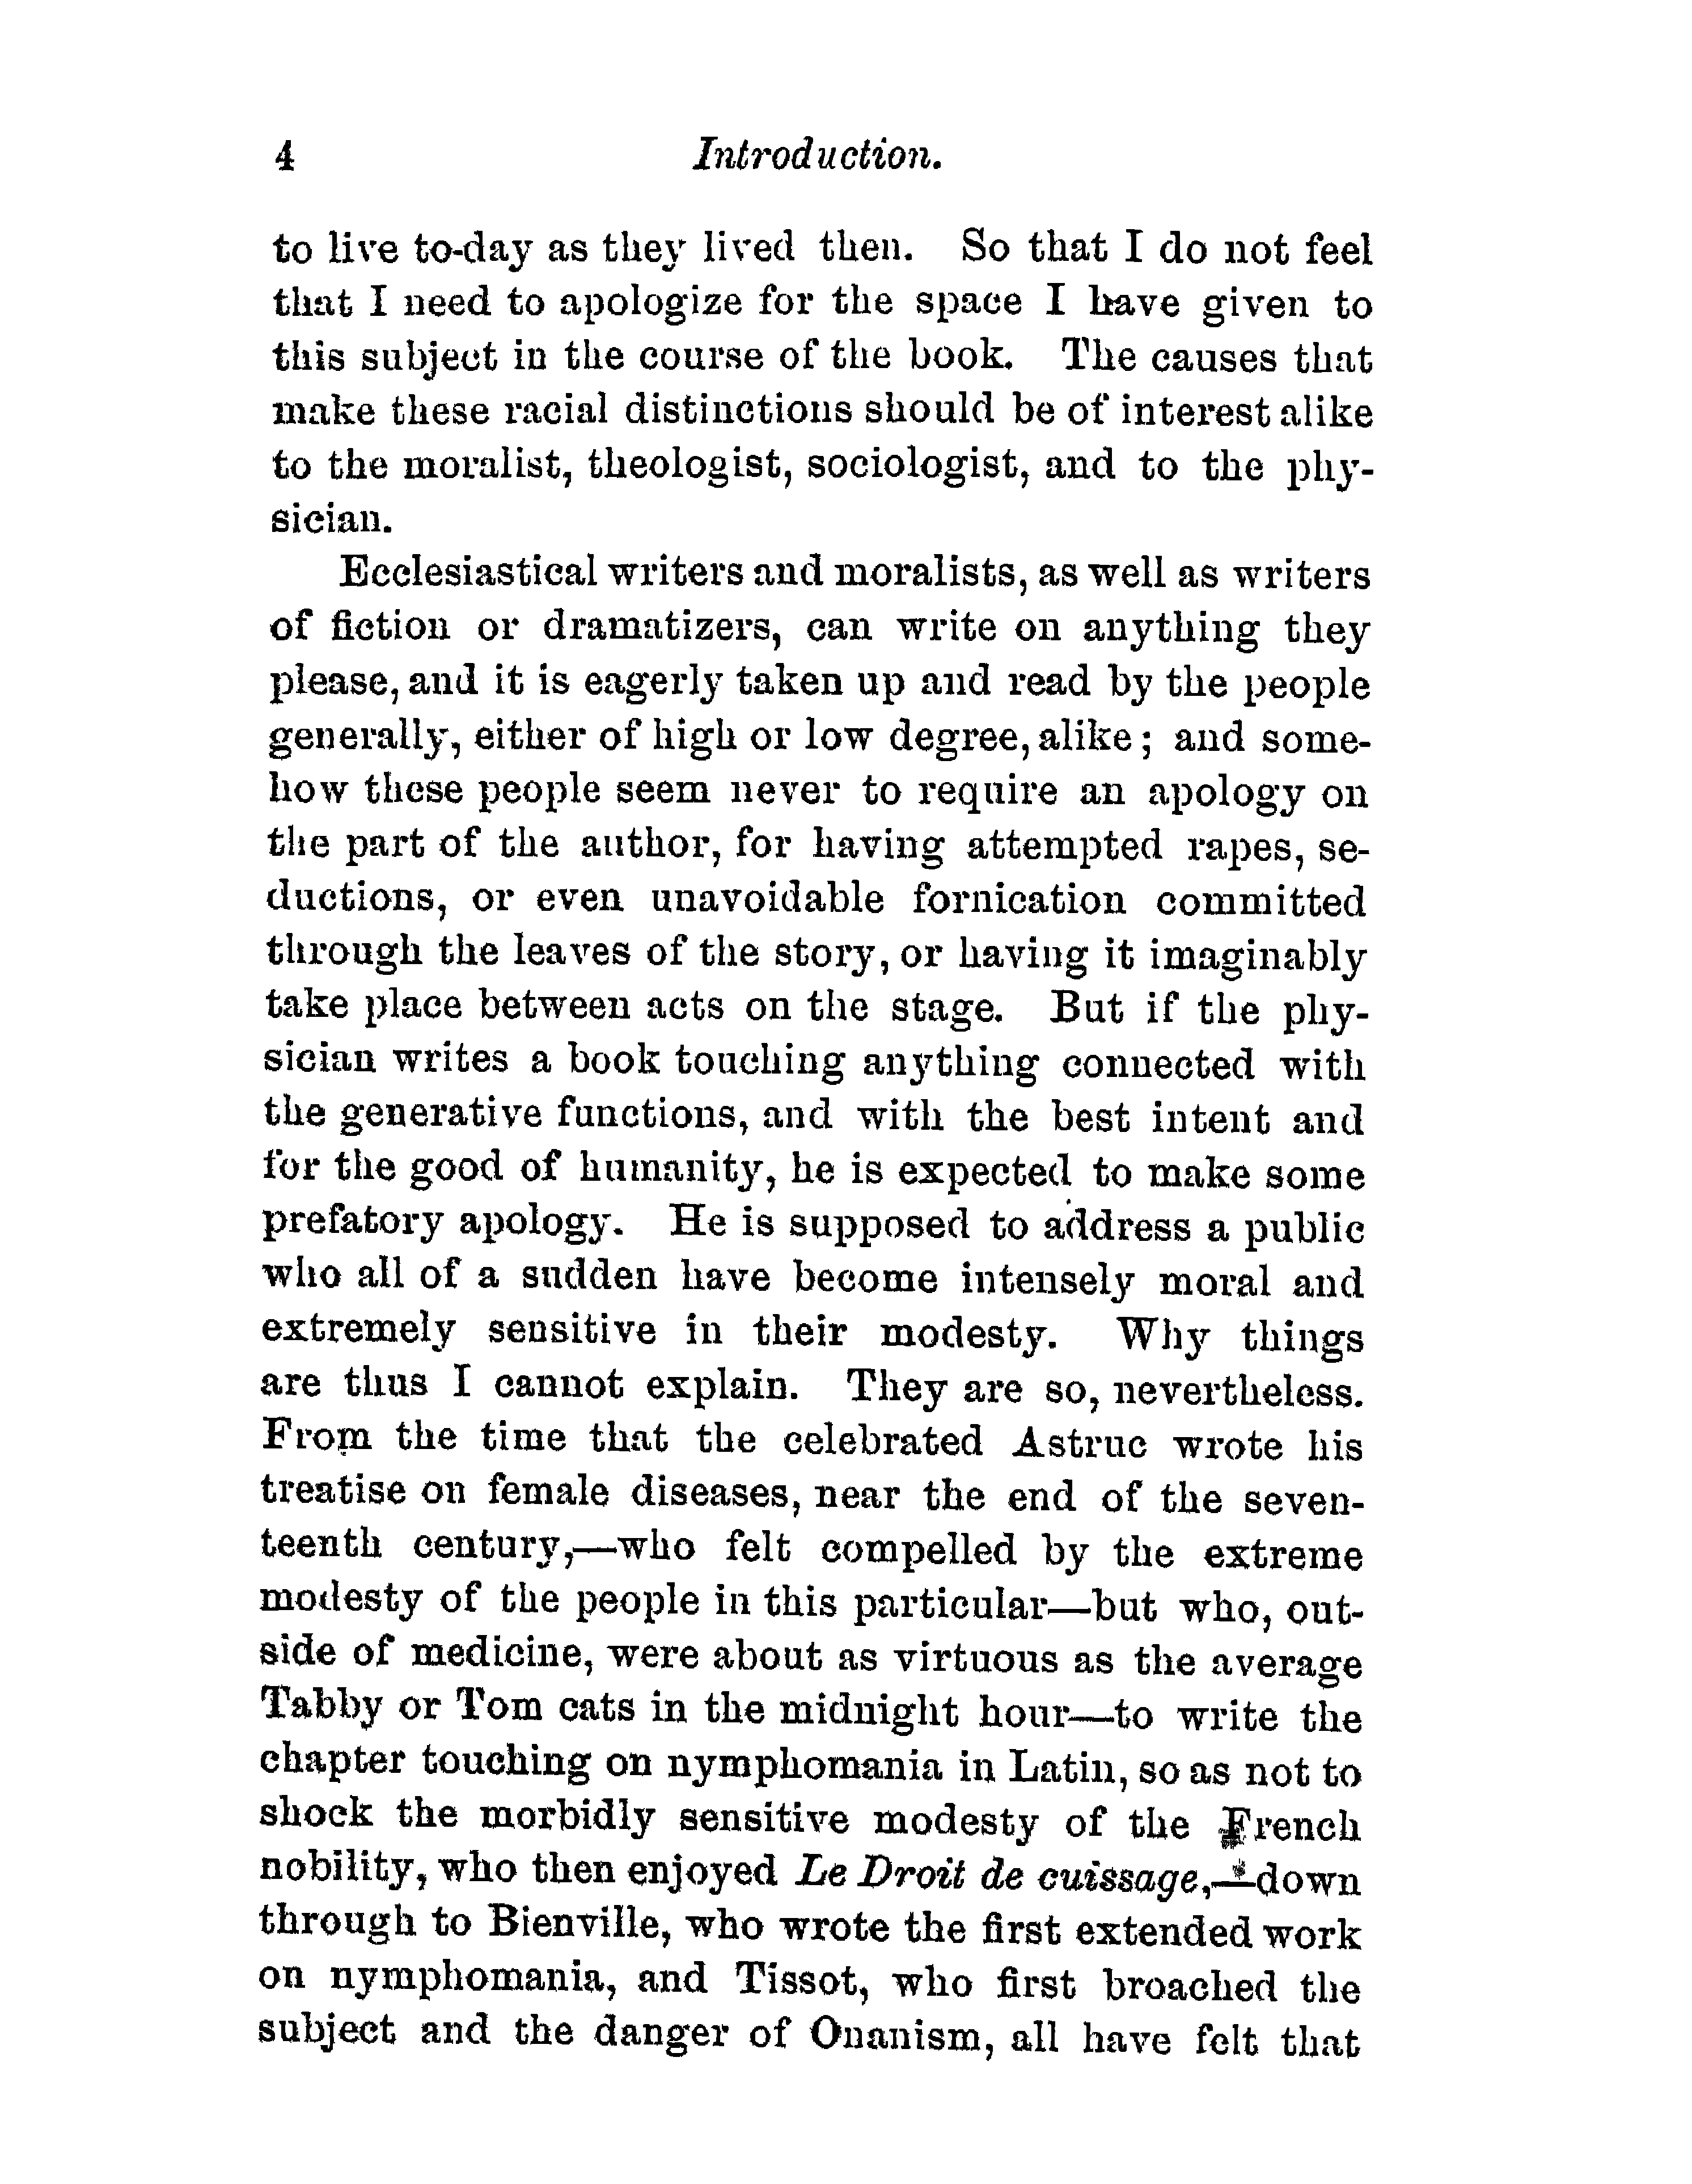 4 Introduction.
to live to-day as they lived then. So that I do not feel
that I need to apologize for the space I have given to
this subject in the course of the book. The causes that
make these racial distinctions should be of interest alike
to the moralist, theologist, sociologist, and to the phy-
sician.
Ecclesiastical writers and moralists, as well as writers
of fiction or dramatizers, can write on anything they
please, and it is eagerly taken up and read by the people
generally, either of high or low degree, alike; and some-
how these people seem never to require an apology on
the part of the author, for having attempted rapes, se-
ductions, or even unavoidable fornication committed
through the leaves of the story, or having it imaginably
take place between acts on the stage. But if the phy-
sician writes a book touching anything connected with
the generative functions, and with the best intent and
for the good of humanity, he is expected to make some
prefatory apology. He is supposed to address a public
who all of a sudden have become intensely moral and
extremely sensitive in their modesty. Why things
are thus I cannot explain. They are so, nevertheless.
From the time that the celebrated Astruc wrote his
treatise on female diseases, near the end of the seven-
teenth century,—who felt compelled by the extreme
modesty of the people in this particular—but who, out-
side of medicine, were about as virtuous as the average
Tabby or Tom cats in the midnight hour—to write the
chapter touching on nymphomania in Latin, so as not to
shock the morbidly sensitive modesty of the French
nobility, who then enjoyed Le Droit de cuissage,—down
through to Bienville, who wrote the first extended work
on nymphomania, and Tissot, who first broached the
subject and the danger of Onanism, all have felt that